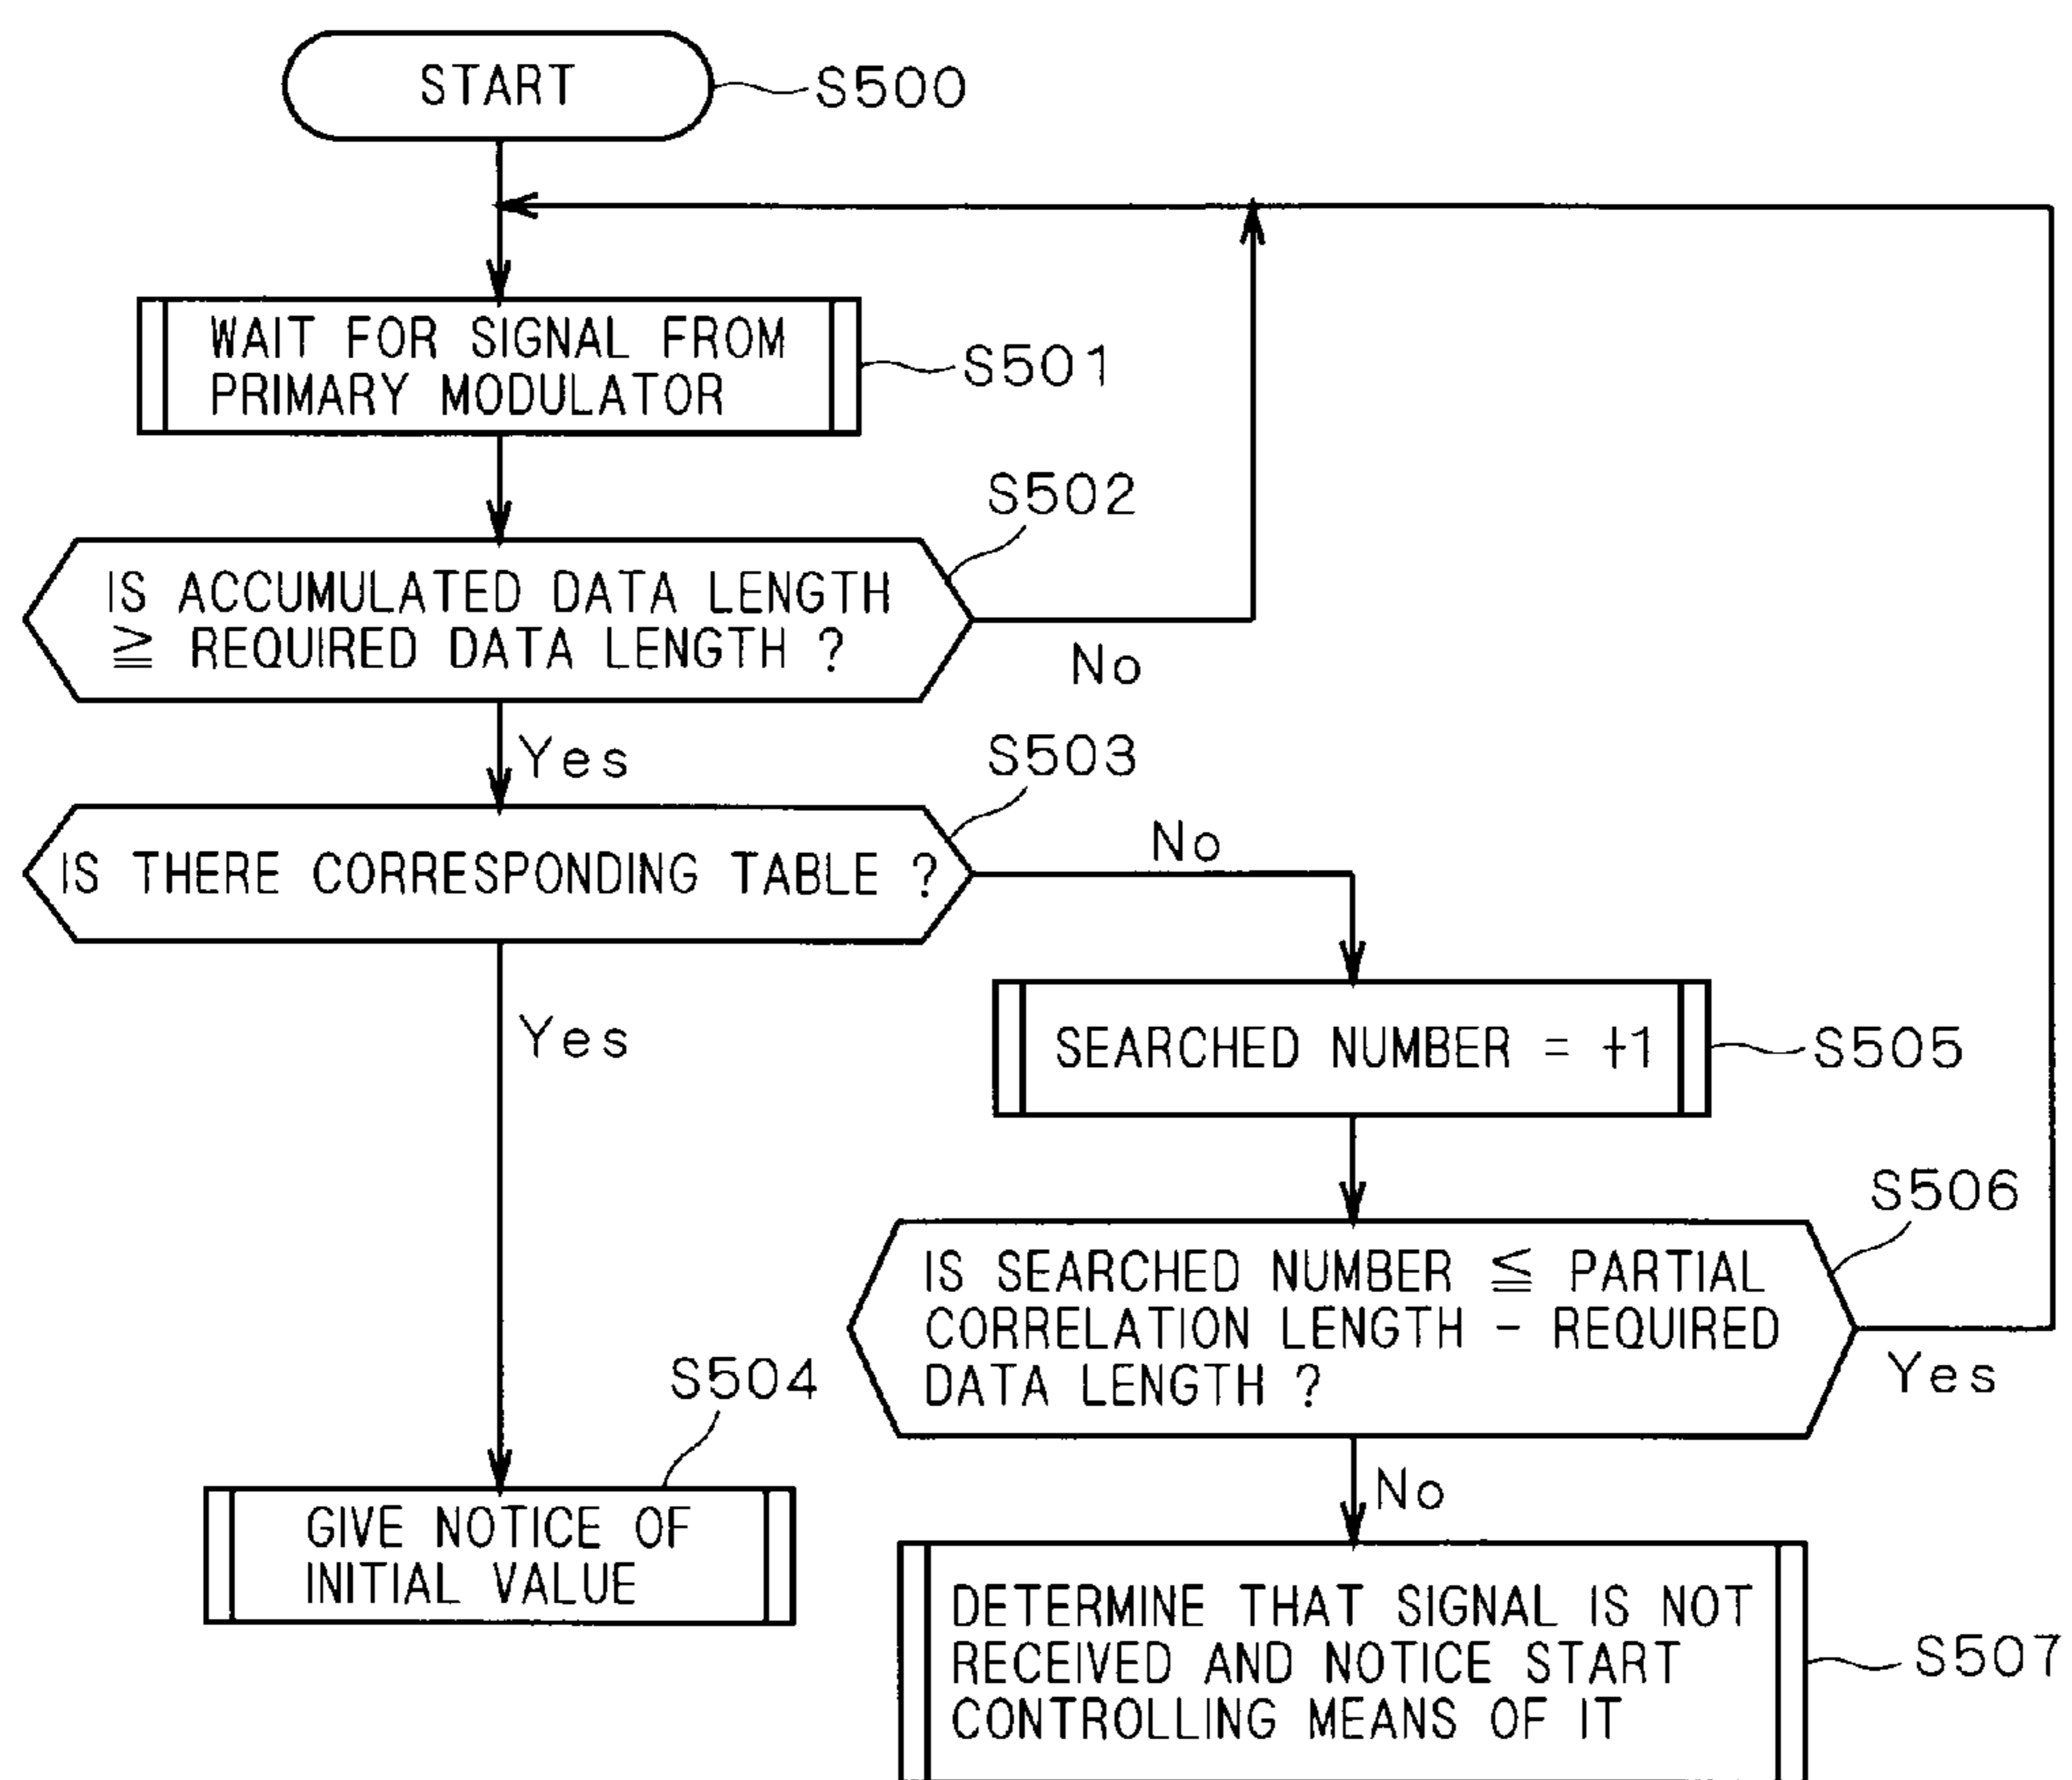 START
S500
WAIT FOR SIGNAL FROM
PRIMARY MODULATOR
S501
S502
IS ACCUMULATED DATA LENGTH
≧ REQUIRED DATA LENGTH ?
No
Yes
S503
IS THERE CORRESPONDING TABLE ?
No
Yes
SEARCHED NUMBER = +1
S505
S506
IS SEARCHED NUMBER ≦ PARTIAL
CORRELATION LENGTH - REQUIRED
DATA LENGTH ?
Yes
No
S504
GIVE NOTICE OF
INITIAL VALUE
DETERMINE THAT SIGNAL IS NOT
RECEIVED AND NOTICE START
CONTROLLING MEANS OF IT
S507